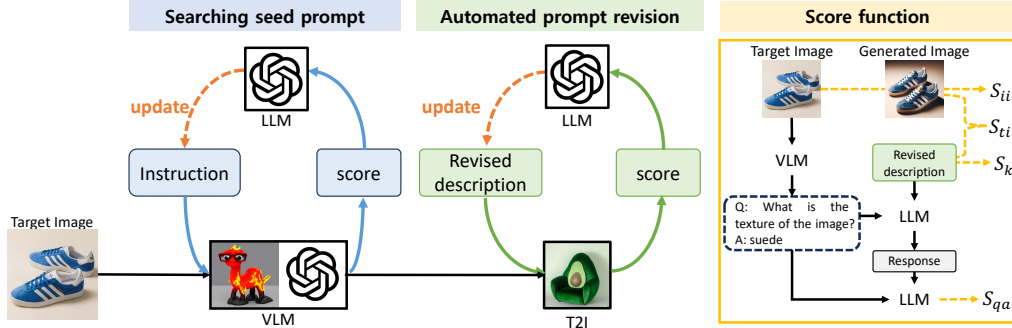 Searching seed prompt
Automated prompt revision
Score function
LLM
update
Instruction
score
Target Image
VLM
LLM
update
Revised
description
score
T2I
Target Image
Generated Image
S_ii
S_ti
S_k
VLM
Revised
description
Q: What is the
texture of the image?
A: suede
LLM
Response
LLM
S_qa